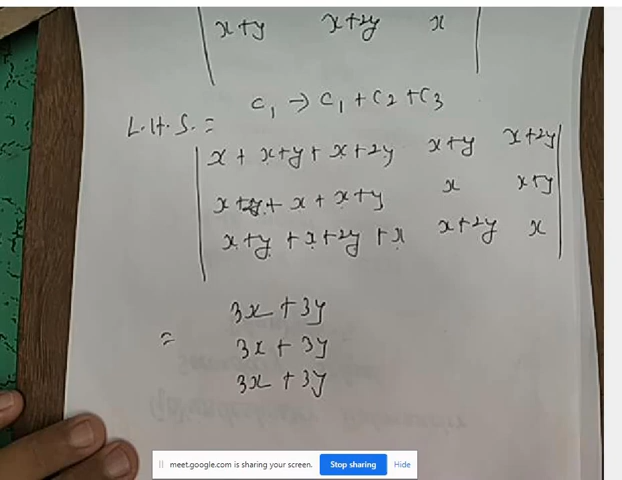 x+y x+2y x
C1 → C1 + C2 + C3
L.H.S. =
| x + x+y + x+2y x+y x+2y |
| x+2y + x + x+y x x+y |
| x+y + x+2y + x x+2y x |
3x + 3y
= 3x + 3y
3x + 3y
meet.google.com is sharing your screen. Stop sharing Hide